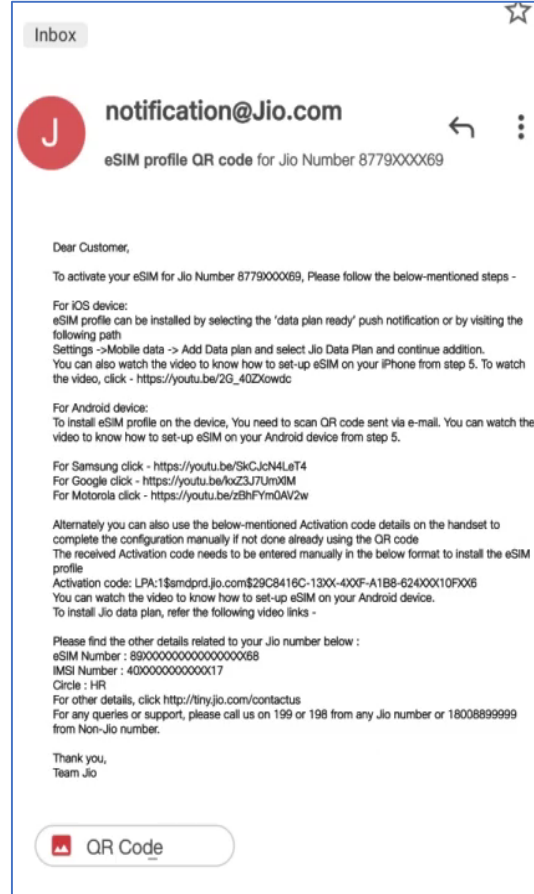 Inbox
J
notification@Jio.com
eSIM profile QR code for Jio Number 8779XXXX69
Dear Customer,
To activate your eSIM for Jio Number 8779XXXX69, Please follow the below-mentioned steps -
For iOS device:
eSIM profile can be installed by selecting the 'data plan ready' push notification or by visiting the
following path
Settings ->Mobile data -> Add Data plan and select Jio Data Plan and continue addition.
You can also watch the video to know how to set-up eSIM on your iPhone from step 5. To watch
the video, click - https://youtu.be/2G_40ZXowdc
For Android device:
To install eSIM profile on the device, You need to scan QR code sent via e-mail. You can watch the
video to know how to set-up eSIM on your Android device from step 5.
For Samsung click - https://youtu.be/SkCJcN4LeT4
For Google click - https://youtu.be/kxZ3J7UmXlM
For Motorola click - https://youtu.be/zBhFYm0AV2w
Alternately you can also use the below-mentioned Activation code details on the handset to
complete the configuration manually if not done already using the QR code
The received Activation code needs to be entered manually in the below format to install the eSIM
profile
Activation code: LPA:1$smdprd.jio.com$29C8416C-13XX-4XXF-A1B8-624XXX10FXX6
You can watch the video to know how to set-up eSIM on your Android device.
To install Jio data plan, refer the following video links -
Please find the other details related to your Jio number below :
eSIM Number : 89XXXXXXXXXXXXXXXX68
IMSI Number : 40XXXXXXXXXXX17
Circle : HR
For other details, click http://tiny.jio.com/contactus
For any queries or support, please call us on 199 or 198 from any Jio number or 18008899999
from Non-Jio number.
Thank you,
Team Jio
QR Code